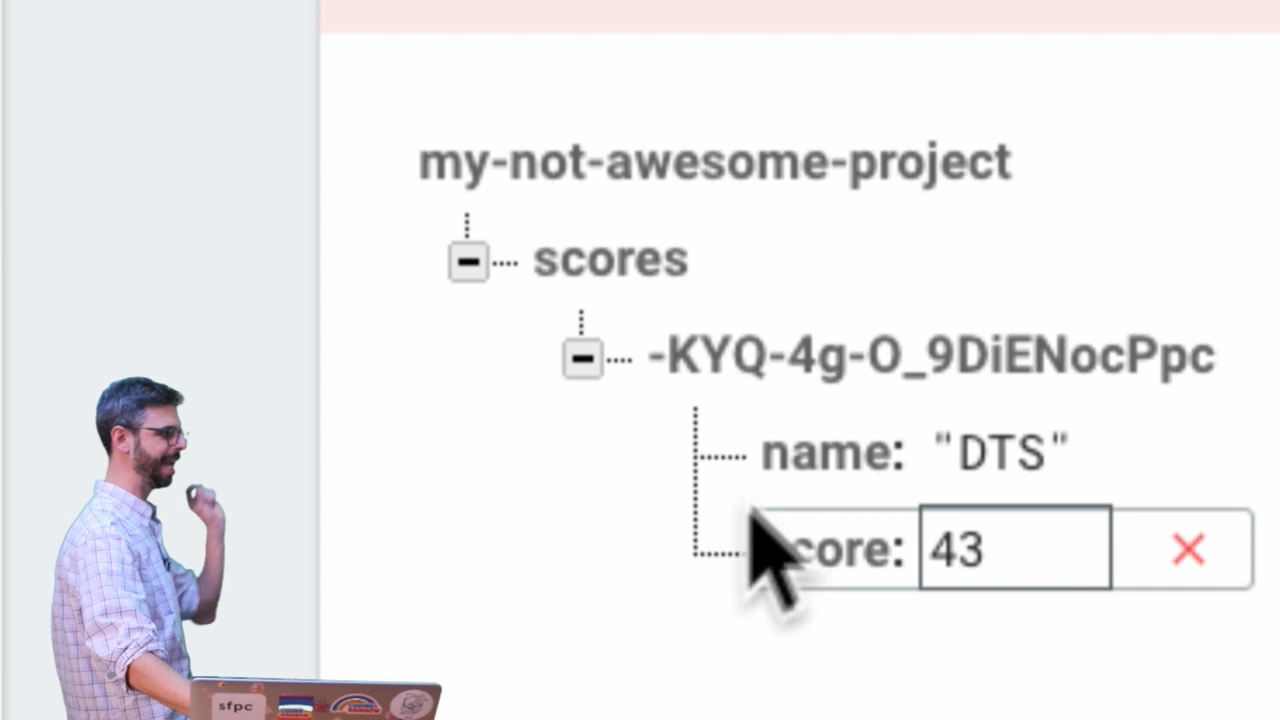 my-not-awesome-project
scores
-KYQ-4g-O_9DiENocPpc
name: "DTS"
core: 43
sfpc